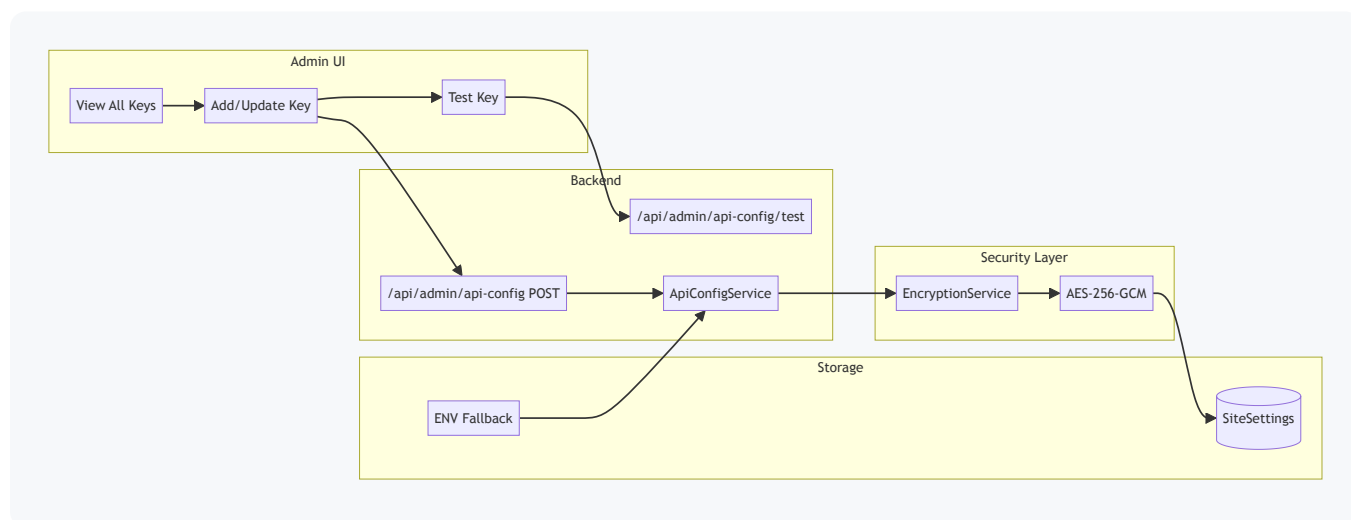 Admin UI
View All Keys
Add/Update Key
Test Key
Backend
/api/admin/api-config/test
/api/admin/api-config POST
ApiConfigService
Security Layer
EncryptionService
AES-256-GCM
Storage
ENV Fallback
SiteSettings